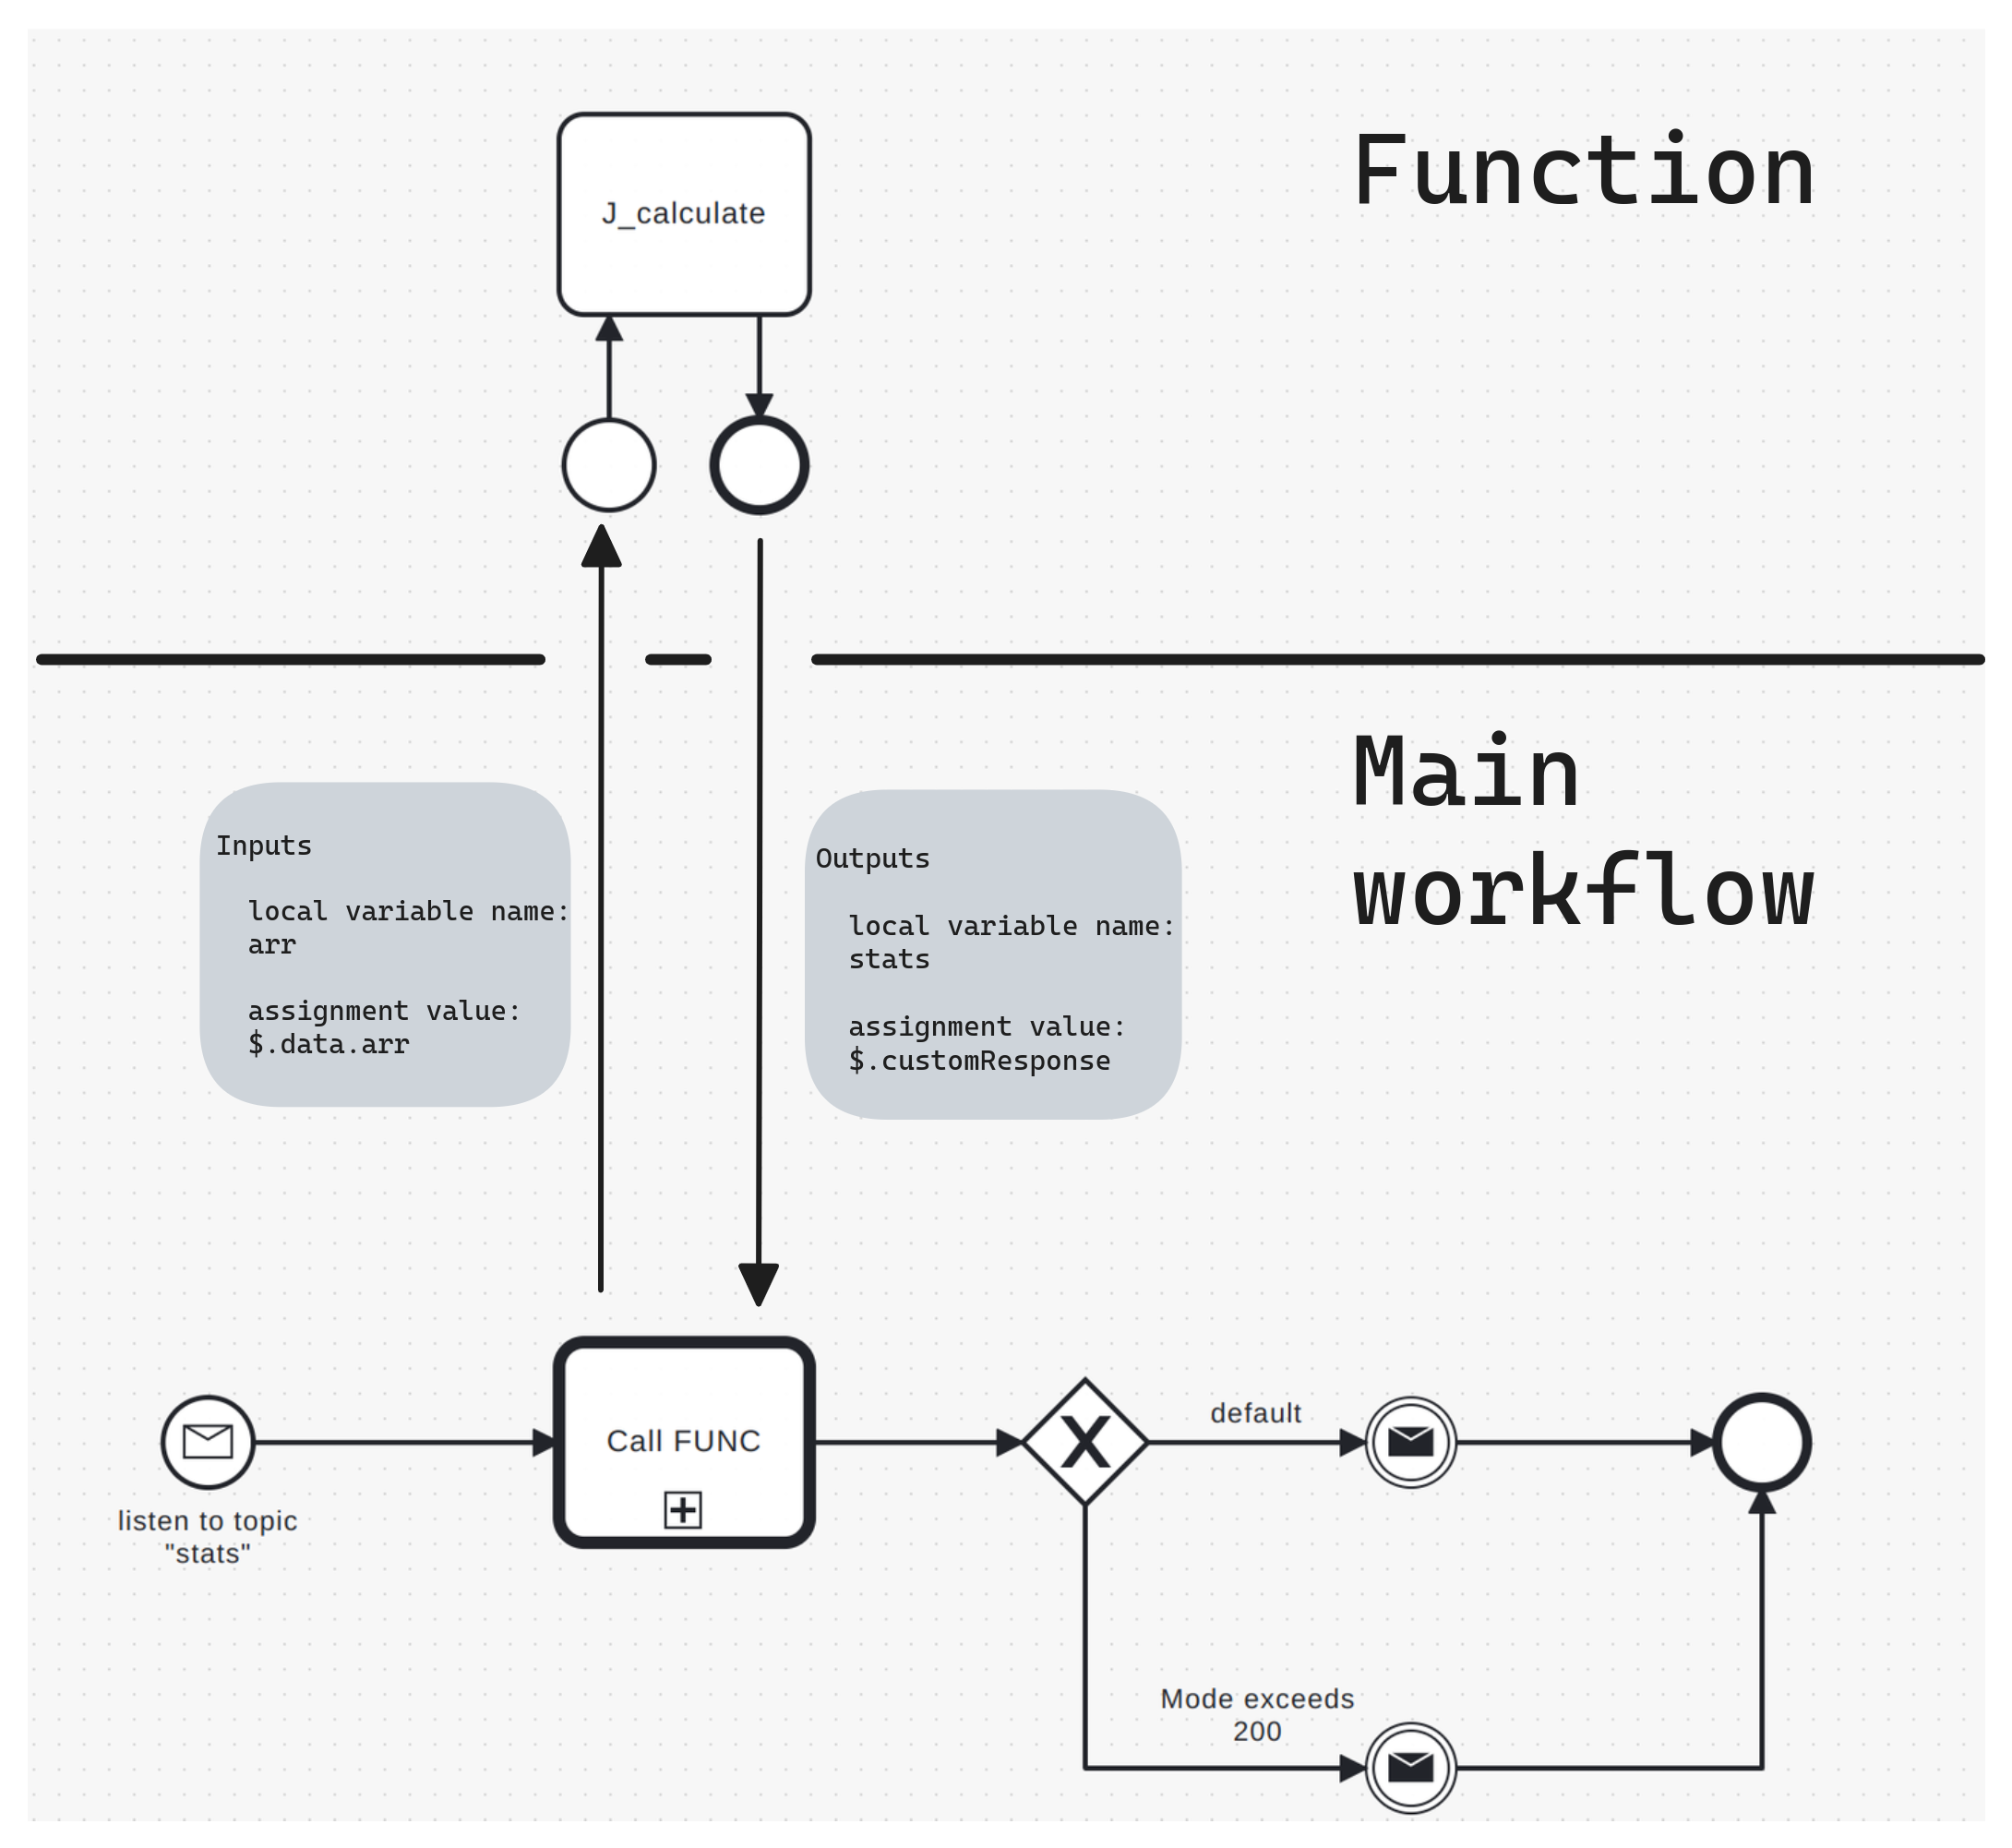 Function
J_calculate
Main
workflow
Inputs
local variable name:
arr
assignment value:
$.data.arr
Outputs
local variable name:
stats
assignment value:
$.customResponse
listen to topic
"stats"
Call FUNC
X
default
Mode exceeds
200